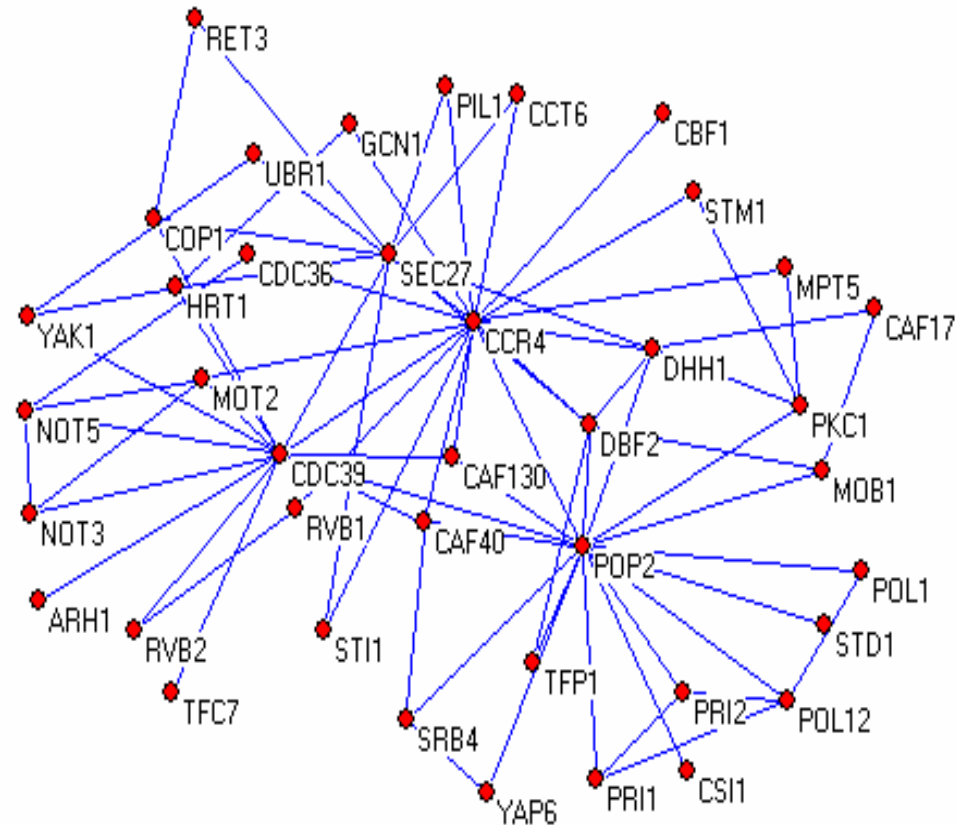 RET3
PIL1
CCT6
CBF1
GCN1
UBR1
STM1
COP1
CDC36
SEC27
MPT5
HRT1
CAF17
YAK1
CCR4
DHH1
MOT2
PKC1
NOT5
DBF2
CDC39
CAF130
MOB1
RVB1
NOT3
CAF40
POP2
POL1
ARH1
STD1
RVB2
STI1
TFP1
TFC7
PRI2
POL12
SRB4
CSI1
PRI1
YAP6